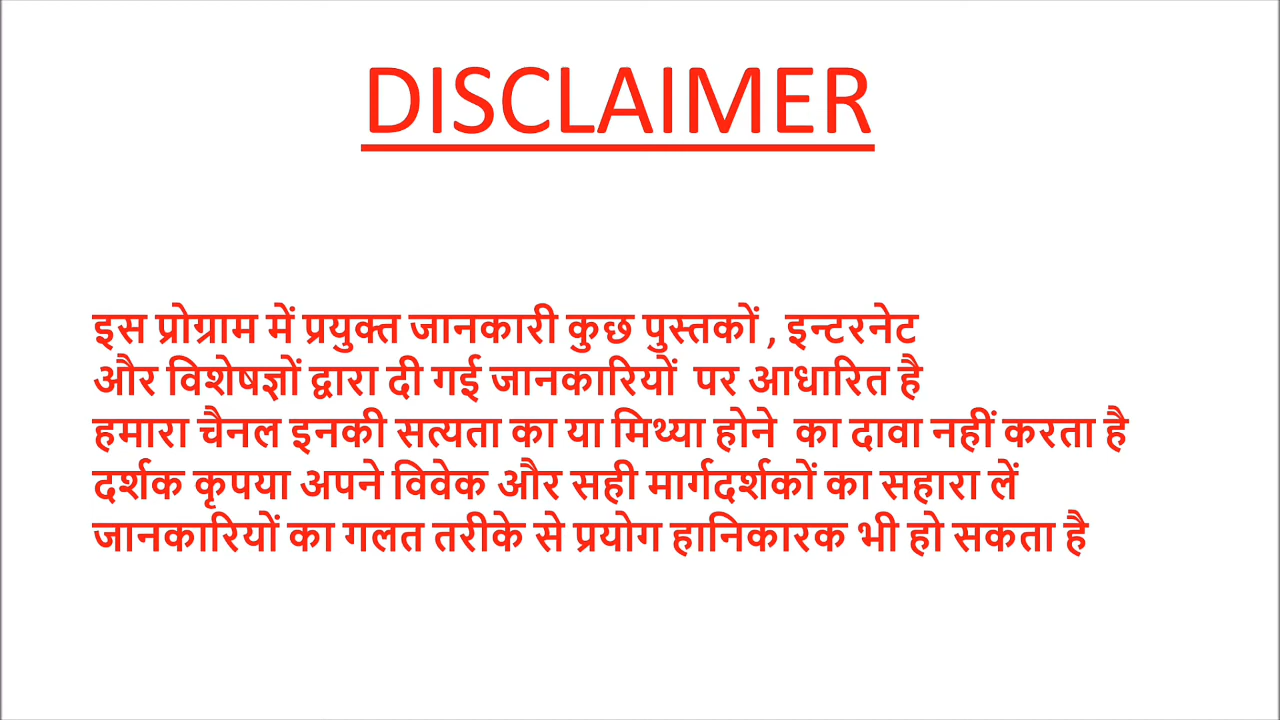 DISCLAIMER
इस प्रोग्राम में प्रयुक्त जानकारी कुछ पुस्तकों , इन्टरनेट
और विशेषज्ञों द्वारा दी गई जानकारियों  पर आधारित है
हमारा चैनल इनकी सत्यता का या मिथ्या होने  का दावा नहीं करता है
दर्शक कृपया अपने विवेक और सही मार्गदर्शकों का सहारा लें
जानकारियों का गलत तरीके से प्रयोग हानिकारक भी हो सकता है